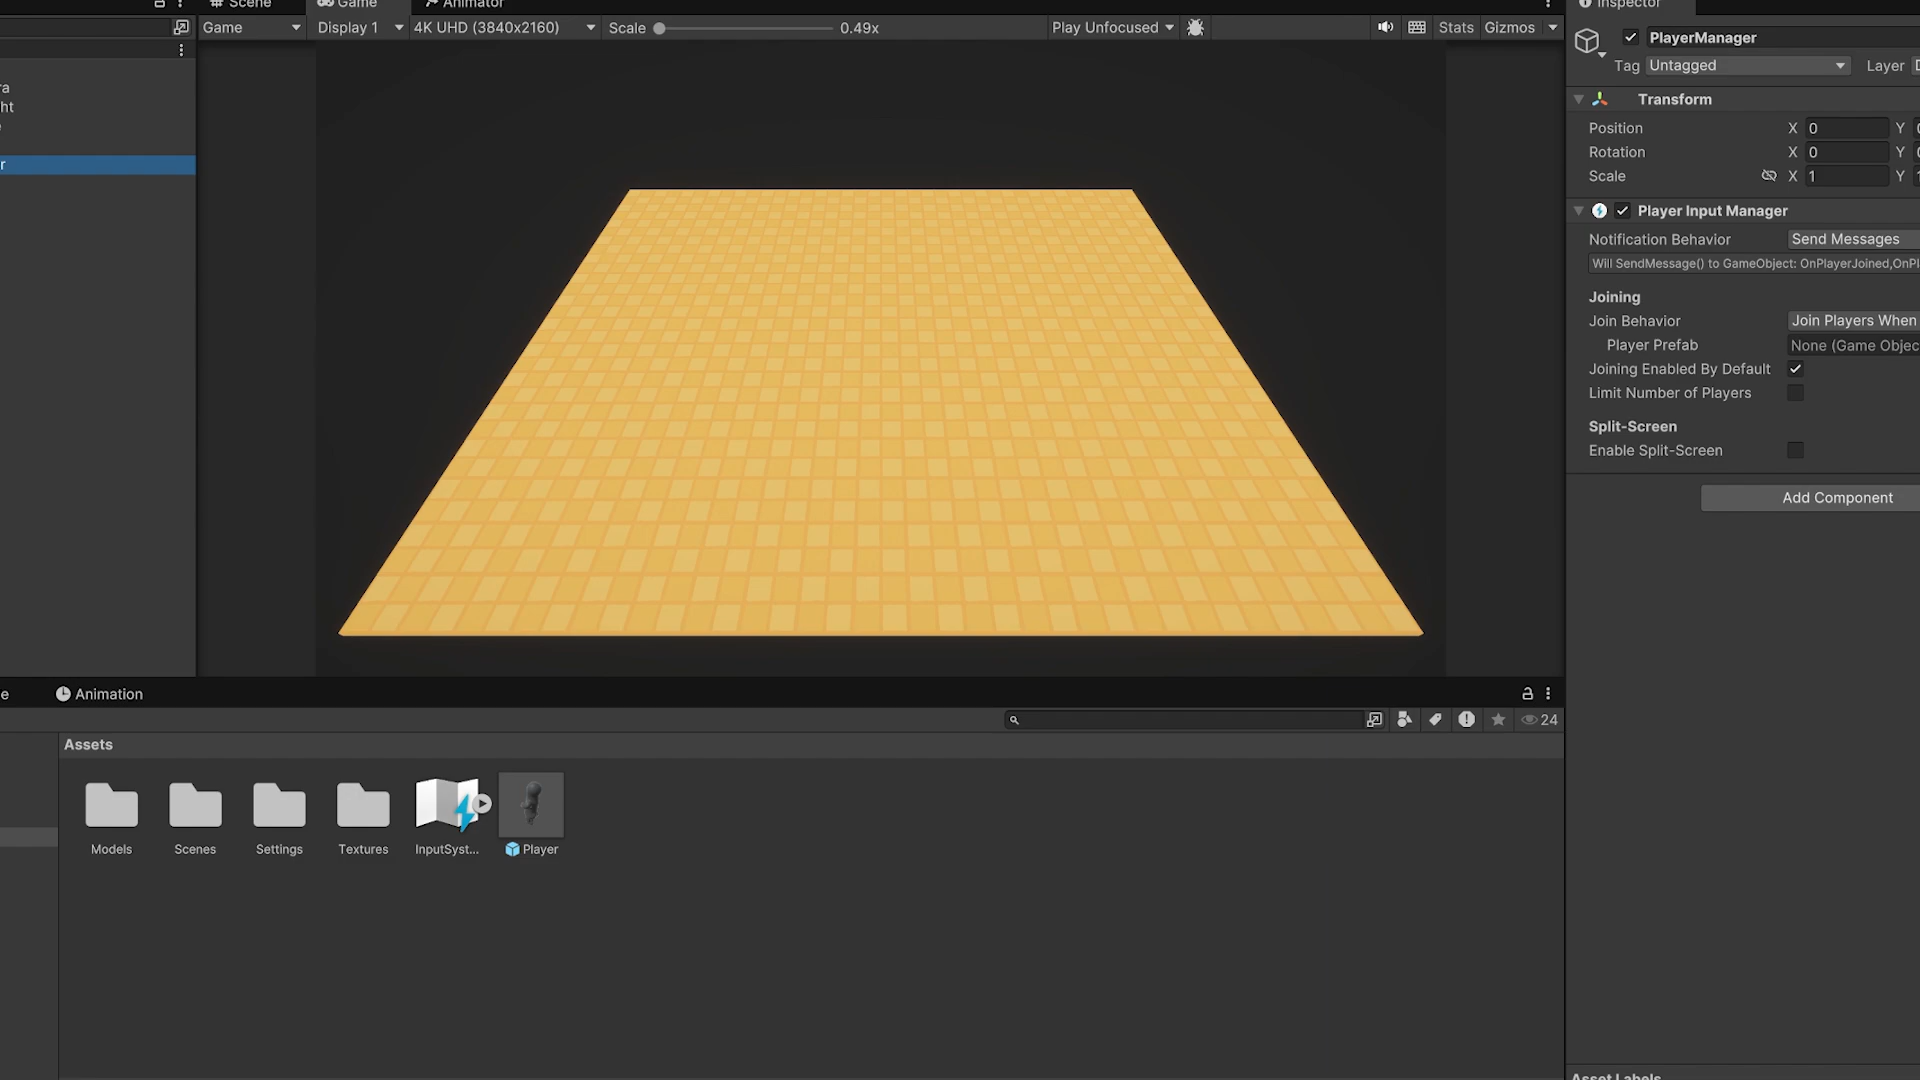 Scene
Game
Animator
Inspector
Game
Display 1
4K UHD (3840x2160)
Scale
0.49x
Play Unfocused
Stats
Gizmos
PlayerManager
Tag
Untagged
Layer
ra
ht
r
Transform
Position
X
0
Y
Rotation
X
0
Y
Scale
X
1
Y
Player Input Manager
Notification Behavior
Send Messages
Will SendMessage() to GameObject: OnPlayerJoined,OnPl
Joining
Join Behavior
Join Players When
Player Prefab
None (Game Objec
Joining Enabled By Default
Limit Number of Players
Split-Screen
Enable Split-Screen
Add Component
e
Animation
24
Assets
Models
Scenes
Settings
Textures
InputSyst...
Player
Asset Labels